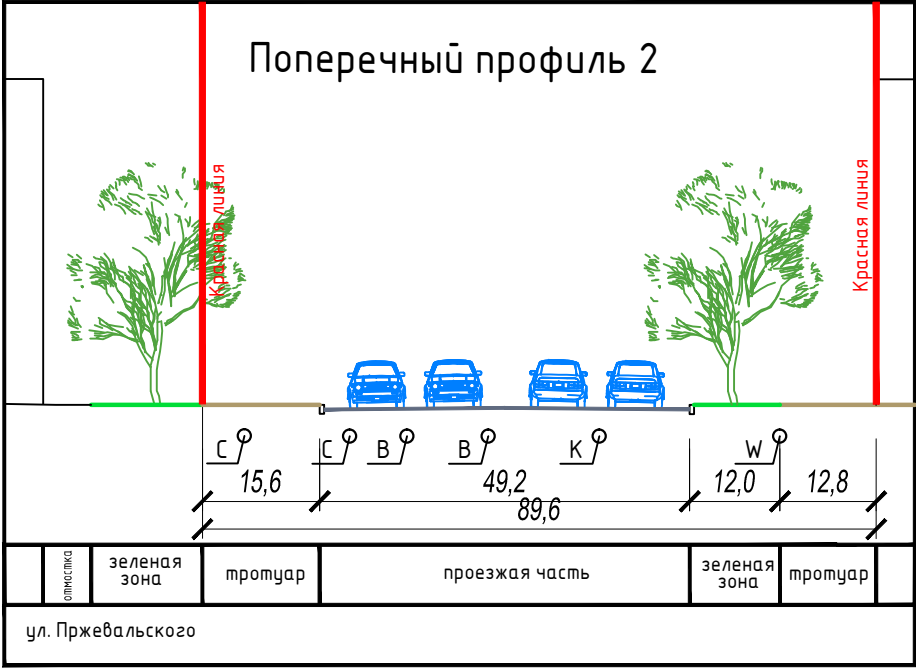 Поперечный профиль 2
Красная линия
Красная линия
С С В В К W
15,6 49,2 12,0 12,8
89,6
отмостка
зеленая
зона
тротуар
проезжая часть
зеленая
зона
тротуар
ул. Пржевальского